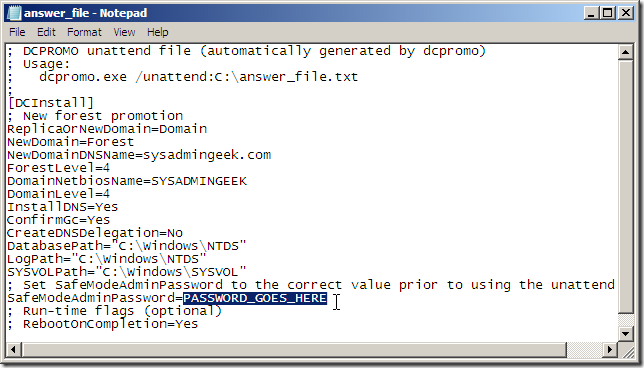 answer_file - Notepad
File Edit Format View Help
; DCPROMO unattend file (automatically generated by dcpromo)
; Usage:
;   dcpromo.exe /unattend:C:\answer_file.txt
;
[DCInstall]
; New forest promotion
ReplicaOrNewDomain=Domain
NewDomain=Forest
NewDomainDNSName=sysadmingeek.com
ForestLevel=4
DomainNetbiosName=SYSADMINGEEK
DomainLevel=4
InstallDNS=Yes
ConfirmGc=Yes
CreateDNSDelegation=No
DatabasePath="C:\Windows\NTDS"
LogPath="C:\Windows\NTDS"
SYSVOLPath="C:\Windows\SYSVOL"
; Set SafeModeAdminPassword to the correct value prior to using the unattend
SafeModeAdminPassword=PASSWORD_GOES_HERE
; Run-time flags (optional)
; RebootOnCompletion=Yes